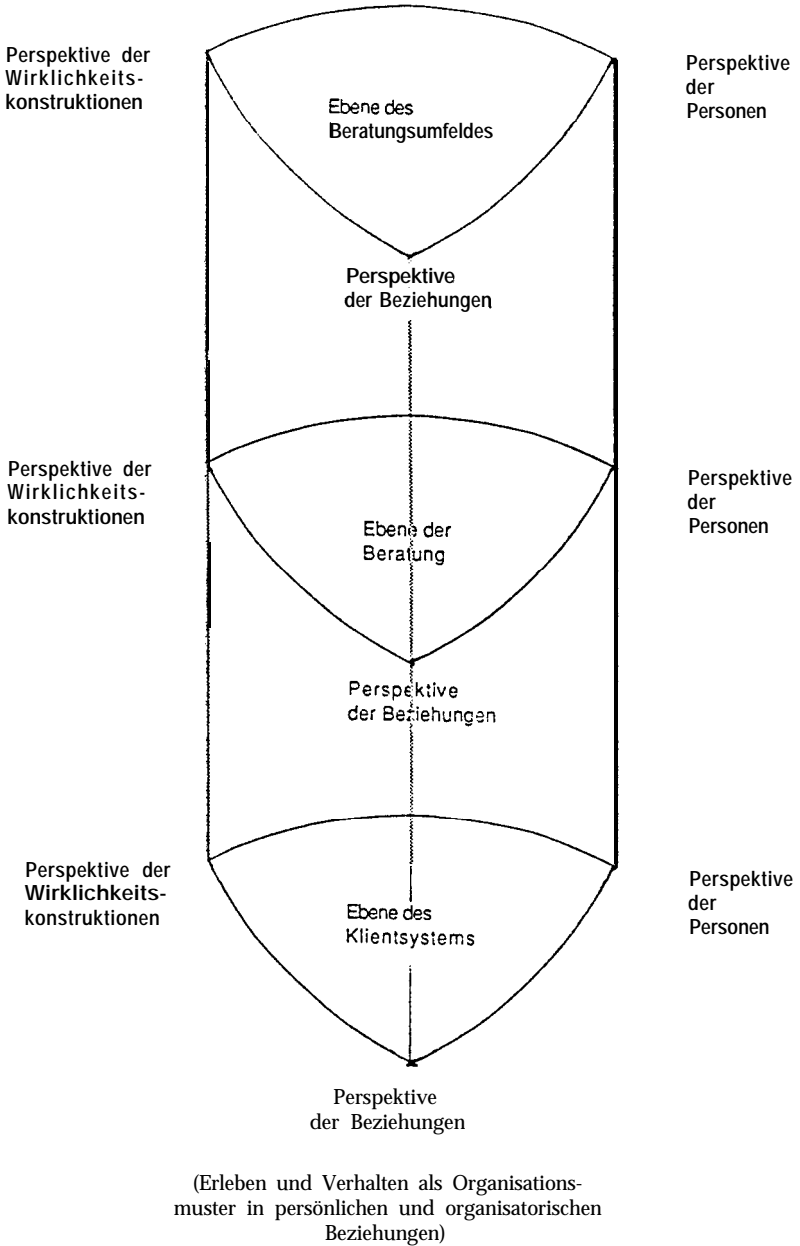 Perspektive der
Wirklichkeits-
konstruktionen
Ebene des
Beratungsumfeldes
Perspektive
der
Personen
Perspektive
der Beziehungen
Perspektive der
Wirklichkeits-
konstruktionen
Ebene der
Beratung
Perspektive
der
Personen
Perspektive
der Beziehungen
Perspektive der
Wirklichkeits-
konstruktionen
Ebene des
Klientsystems
Perspektive
der
Personen
Perspektive
der Beziehungen
(Erleben und Verhalten als Organisations-
muster in persönlichen und organisatorischen
Beziehungen)